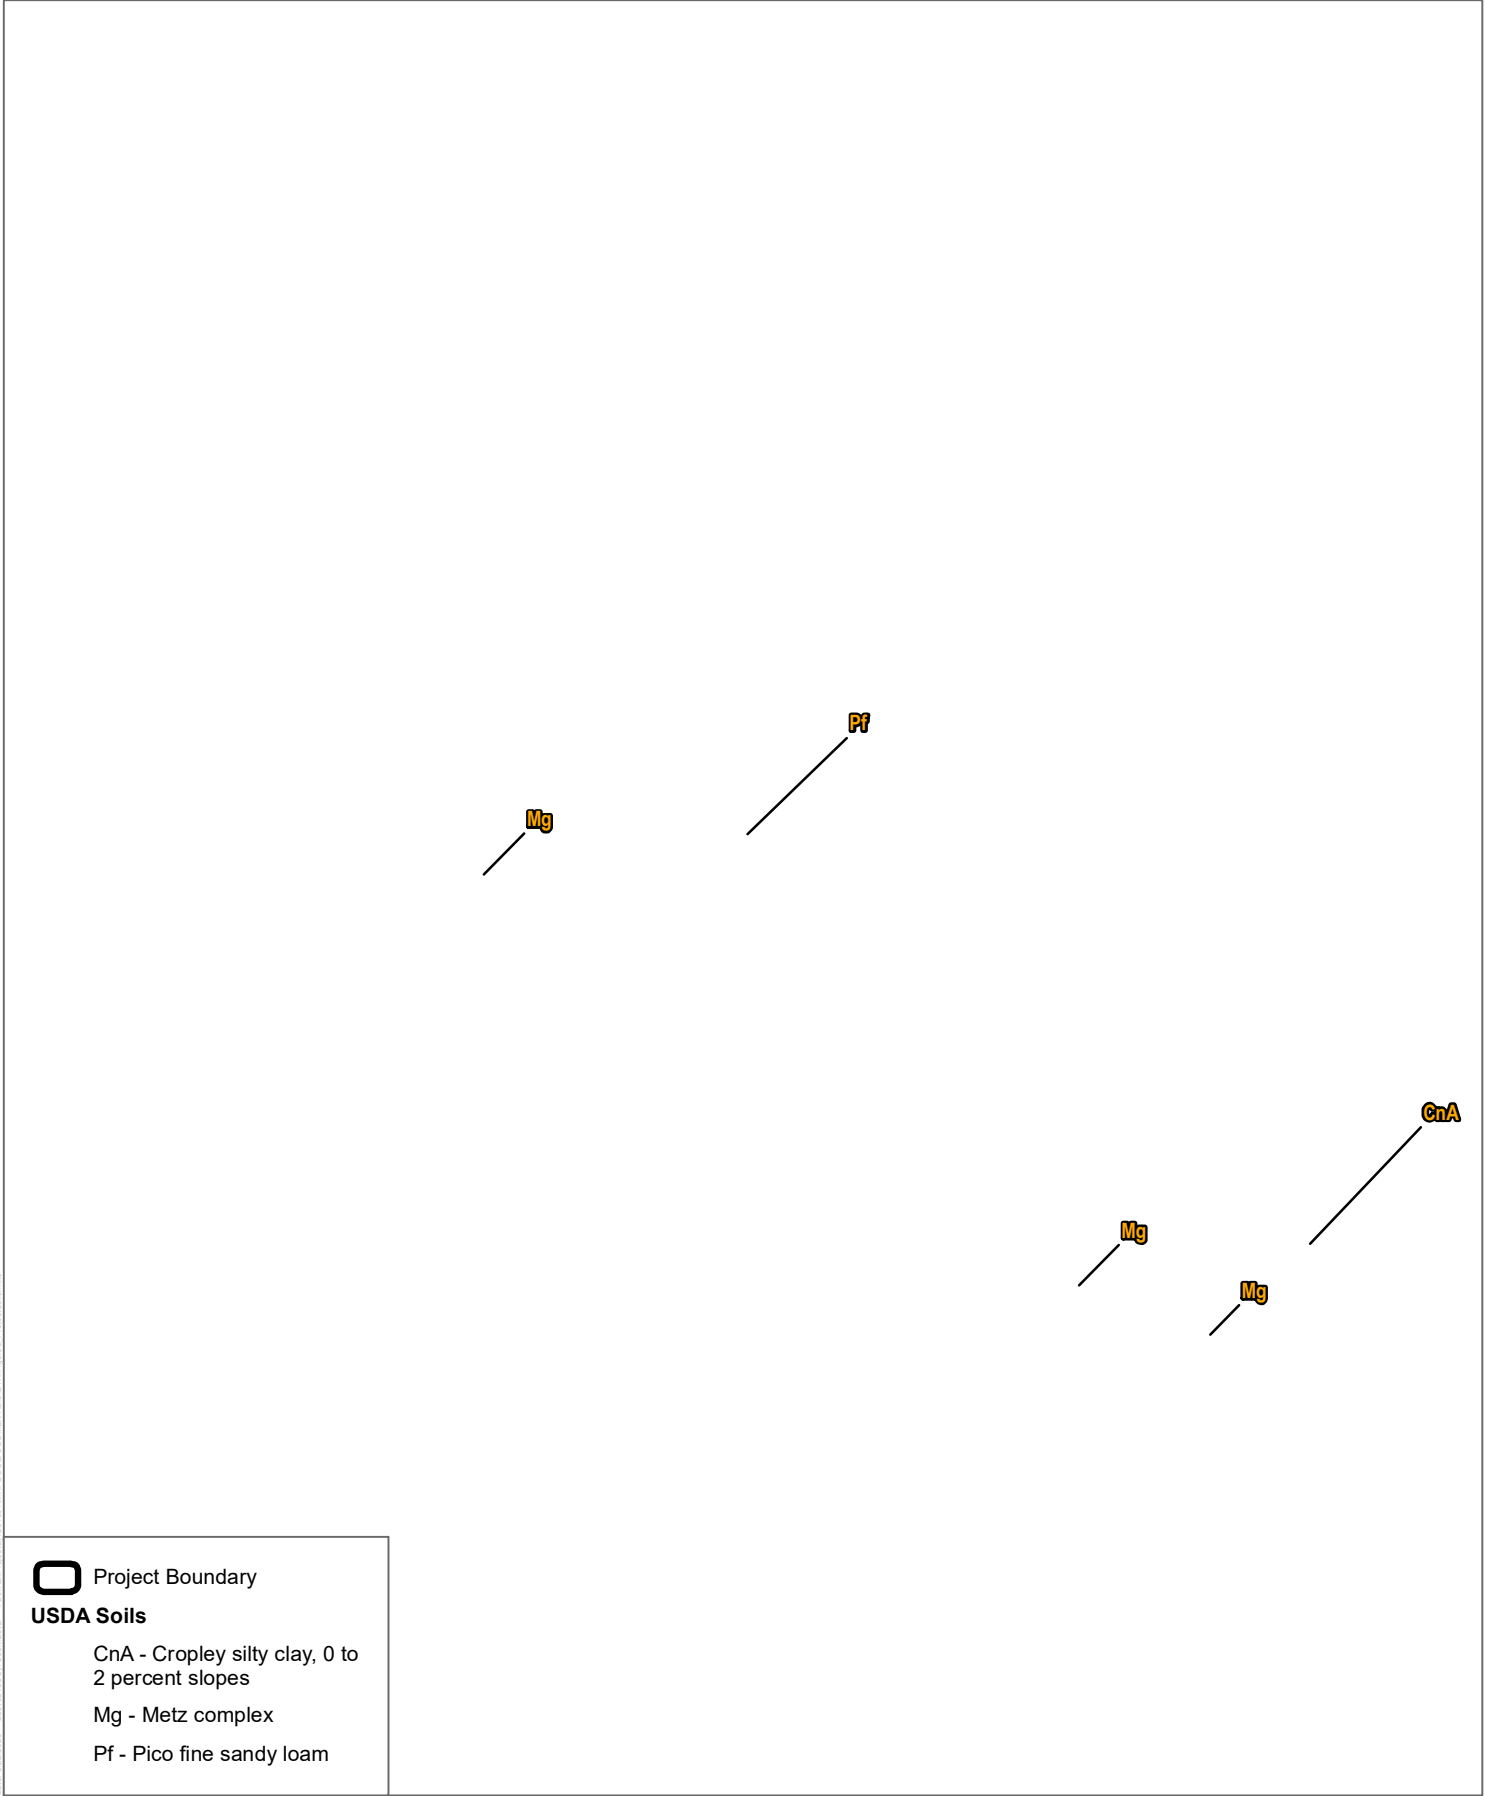 Pf
Mg
CnA
Mg
Mg
Project Boundary
USDA Soils
CnA - Cropley silty clay, 0 to
2 percent slopes
Mg - Metz complex
Pf - Pico fine sandy loam